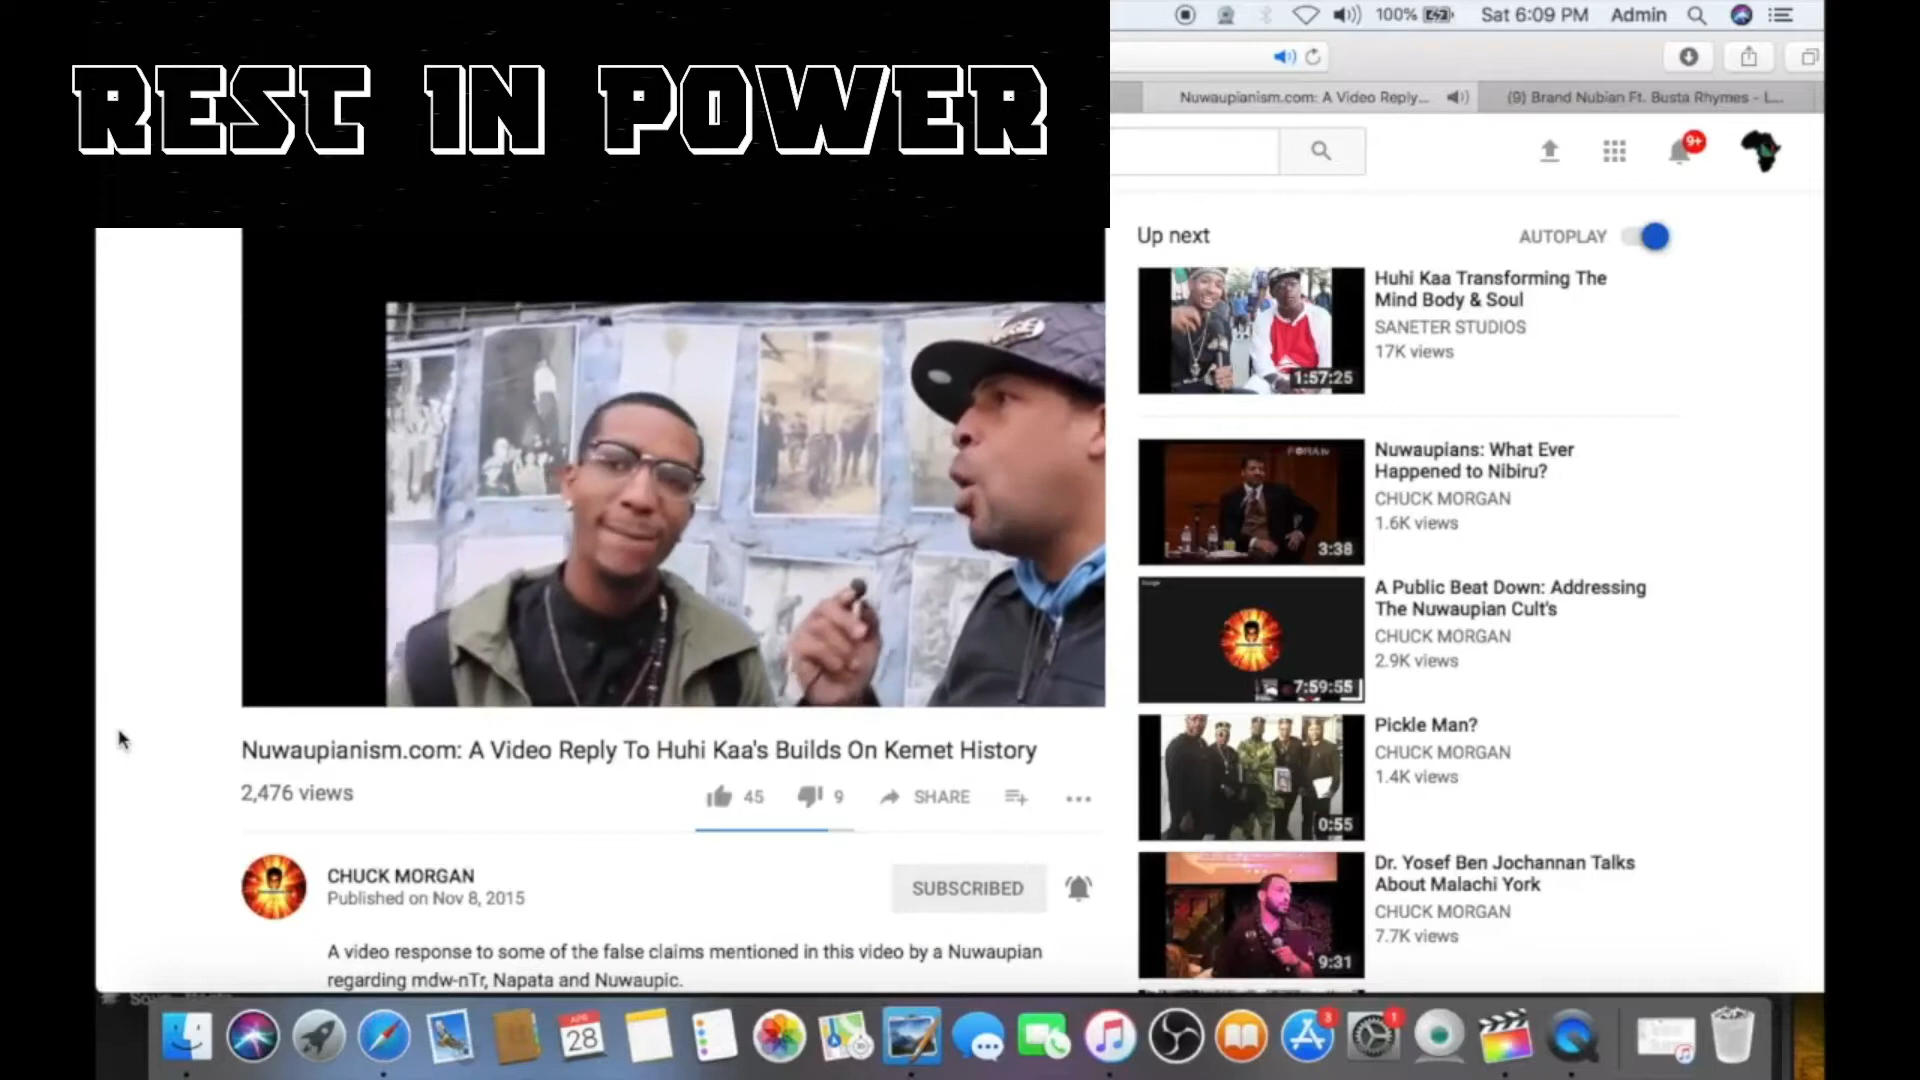 REST IN POWER
100%
Sat 6:09 PM
Admin
Nuwaupianism.com: A Video Reply...
(9) Brand Nubian Ft. Busta Rhymes - L...
9+
Up next
AUTOPLAY
Huhi Kaa Transforming The
Mind Body & Soul
SANETER STUDIOS
17K views
1:57:25
FORA.tv
Nuwaupians: What Ever
Happened to Nibiru?
CHUCK MORGAN
1.6K views
3:38
A Public Beat Down: Addressing
The Nuwaupian Cult's
CHUCK MORGAN
2.9K views
7:59:55
Pickle Man?
CHUCK MORGAN
1.4K views
0:55
Dr. Yosef Ben Jochannan Talks
About Malachi York
CHUCK MORGAN
7.7K views
9:31
Nuwaupianism.com: A Video Reply To Huhi Kaa's Builds On Kemet History
2,476 views
45
9
SHARE
CHUCK MORGAN
Published on Nov 8, 2015
SUBSCRIBED
A video response to some of the false claims mentioned in this video by a Nuwaupian
regarding mdw-nTr, Napata and Nuwaupic.
APR
28
3
1